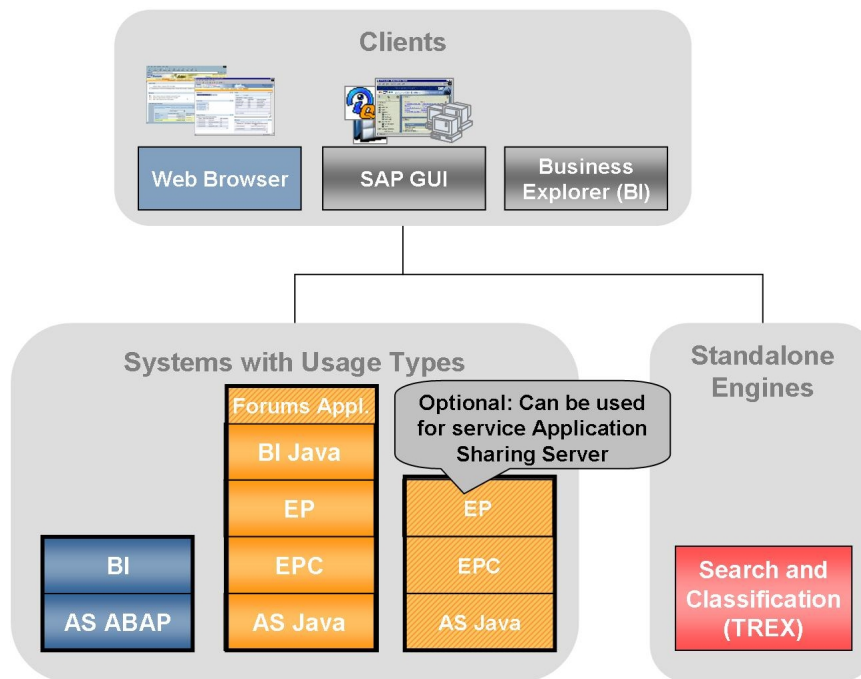 Clients
Web Browser
SAP GUI
Business
Explorer (BI)
Systems with Usage Types
Standalone
Engines
Forums Appl.
BI Java
EP
EPC
AS Java
Optional: Can be used
for service Application
Sharing Server
EP
EPC
AS Java
BI
AS ABAP
Search and
Classification
(TREX)